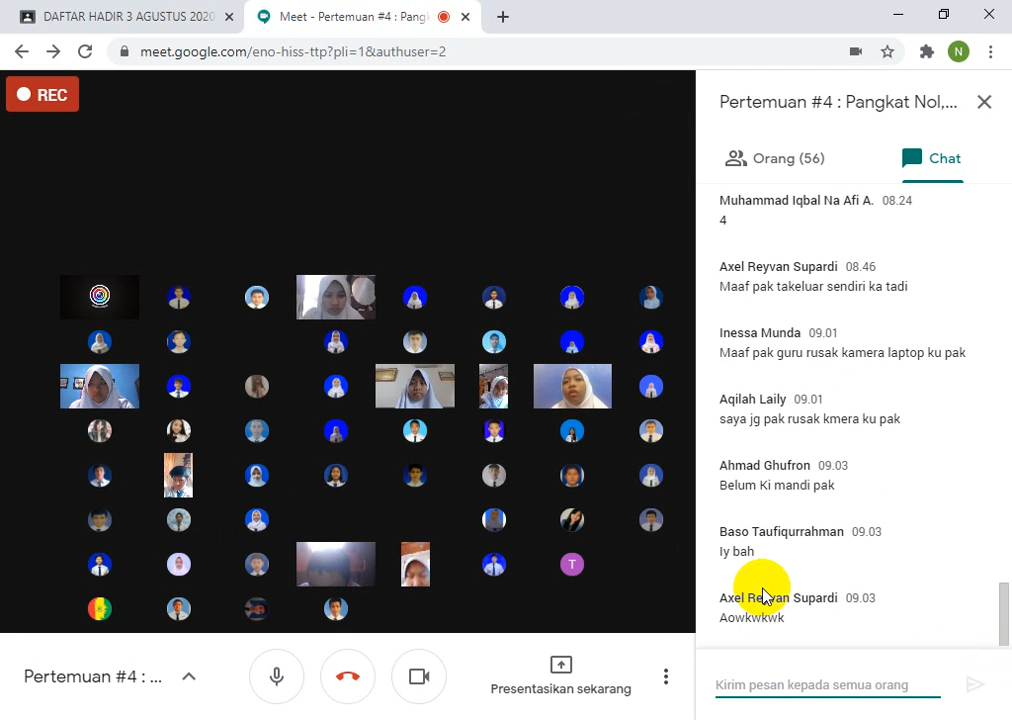 DAFTAR HADIR 3 AGUSTUS 2020
Meet - Pertemuan #4 : Pang
meet.google.com/eno-hiss-ttp?pli=1&authuser=2
N
REC
Pertemuan #4 : Pangkat Nol,...
Orang (56)
Chat
Muhammad Iqbal Na Afi A. 08.24
4
Axel Reyvan Supardi 08.46
Maaf pak takeluar sendiri ka tadi
Inessa Munda 09.01
Maaf pak guru rusak kamera laptop ku pak
Aqilah Laily 09.01
saya jg pak rusak kmera ku pak
Ahmad Ghufron 09.03
Belum Ki mandi pak
Baso Taufiqurrahman 09.03
Iy bah
Axel Reyvan Supardi 09.03
Aowkwkwk
T
Pertemuan #4 : ...
Presentasikan sekarang
Kirim pesan kepada semua orang